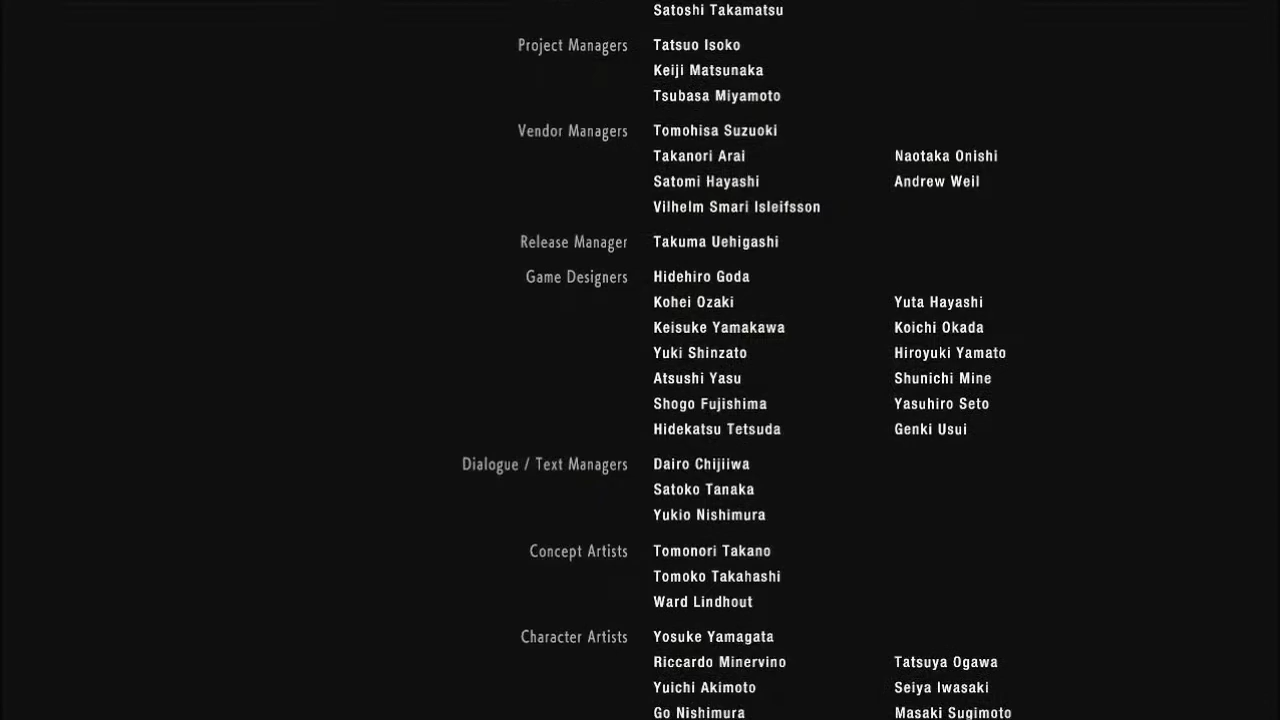 Satoshi Takamatsu
Project Managers Tatsuo Isoko
Keiji Matsunaka
Tsubasa Miyamoto
Vendor Managers Tomohisa Suzuoki
Takanori Arai Naotaka Onishi
Satomi Hayashi Andrew Weil
Vilhelm Smari Isleifsson
Release Manager Takuma Uehigashi
Game Designers Hidehiro Goda
Kohei Ozaki Yuta Hayashi
Keisuke Yamakawa Koichi Okada
Yuki Shinzato Hiroyuki Yamato
Atsushi Yasu Shunichi Mine
Shogo Fujishima Yasuhiro Seto
Hidekatsu Tetsuda Genki Usui
Dialogue / Text Managers Dairo Chijiiwa
Satoko Tanaka
Yukio Nishimura
Concept Artists Tomonori Takano
Tomoko Takahashi
Ward Lindhout
Character Artists Yosuke Yamagata
Riccardo Minervino Tatsuya Ogawa
Yuichi Akimoto Seiya Iwasaki
Go Nishimura Masaki Sugimoto